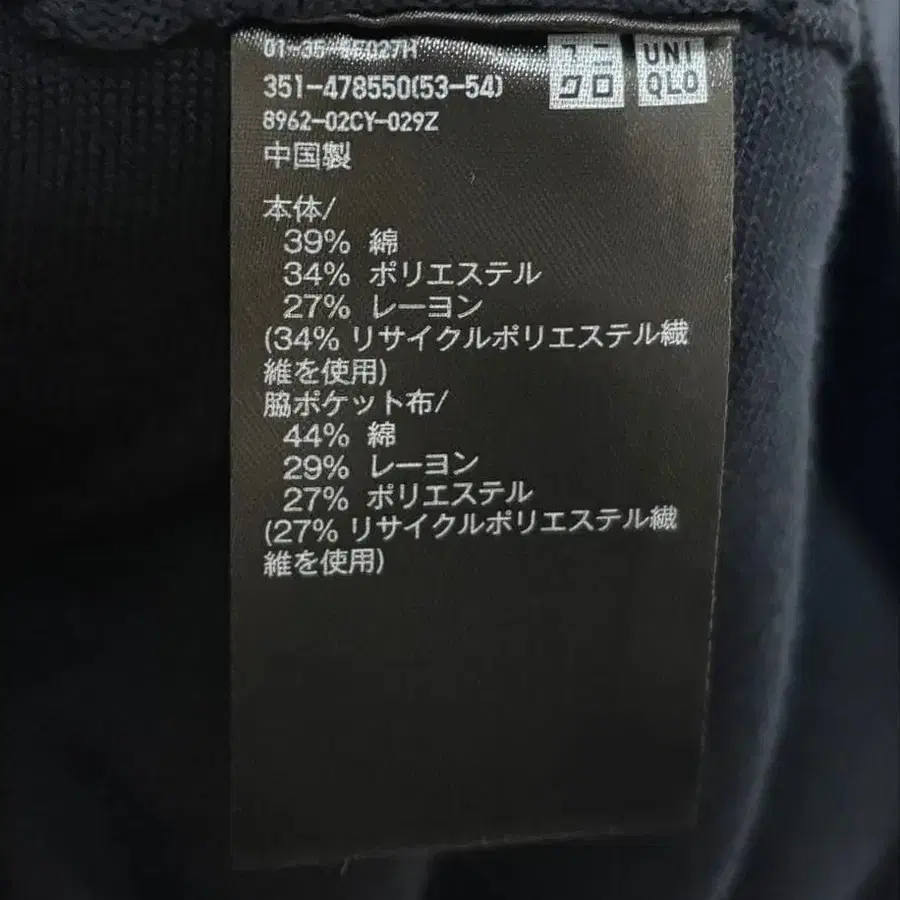 351-478550(53-54)
8962-02CY-029Z
ユニ
クロ
UNI
QLO
中国製
本体/
39% 綿
34% ポリエステル
27% レーヨン
(34% リサイクルポリエステル繊
維を使用)
脇ポケット布/
44% 綿
29% レーヨン
27% ポリエステル
(27% リサイクルポリエステル繊
維を使用)